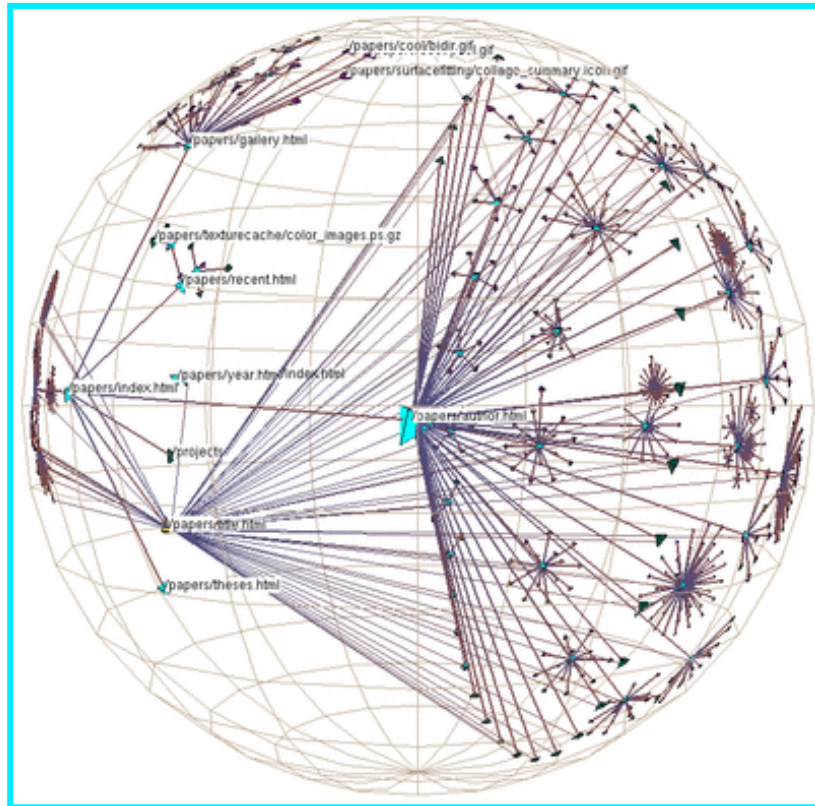 /papers/cool/bidir.gif
.gif
/papers/surfacefitting/collage_summary.icon.gif
/papers/gallery.html
/papers/texturecache/color_images.ps.gz
/papers/recent.html
/papers/year.html
/index.html
/papers/index.html
/papers/author.html
/projects/
/papers/title.html
/papers/theses.html